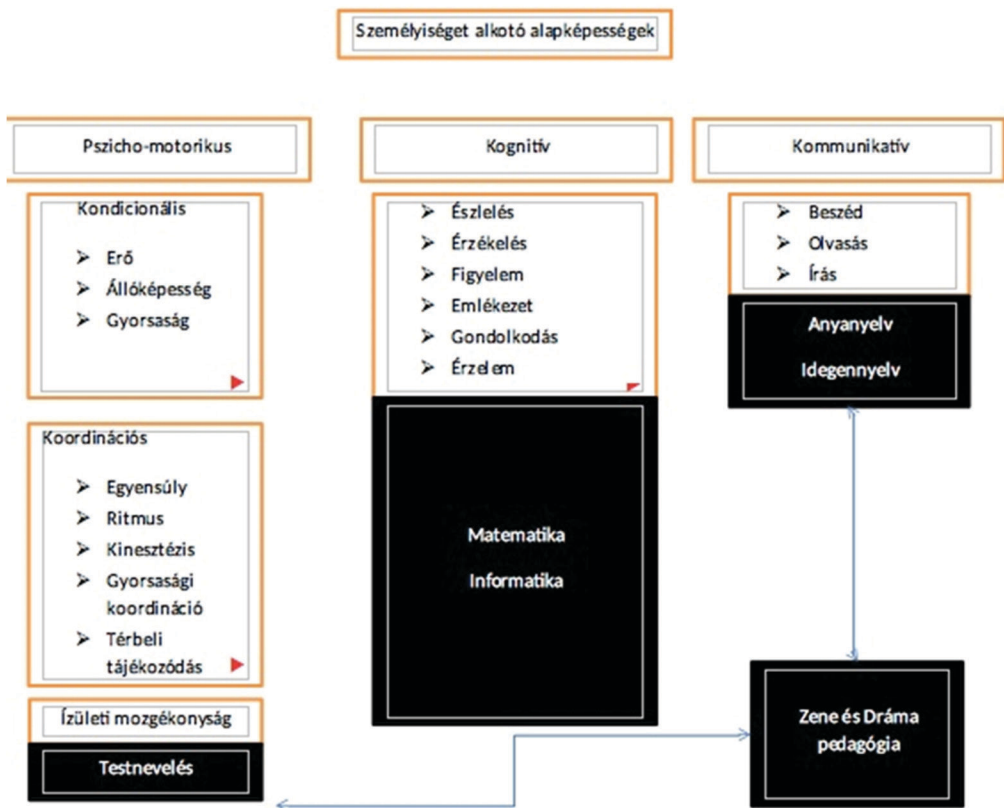 Személyiséget alkotó alapképességek
Pszicho-motorikus
Kondicionális
➢ Erő
➢ Állóképesség
➢ Gyorsaság
Koordinációs
➢ Egyensúly
➢ Ritmus
➢ Kinesztézis
➢ Gyorsasági
koordináció
➢ Térbeli
tájékozódás
Ízületi mozgékonyság
Testnevelés
Kognitív
➢ Észlelés
➢ Érzékelés
➢ Figyelem
➢ Emlékezet
➢ Gondolkodás
➢ Érzelem
Matematika
Informatika
Kommunikatív
➢ Beszéd
➢ Olvasás
➢ Írás
Anyanyelv
Idegennyelv
Zene és Dráma
pedagógia